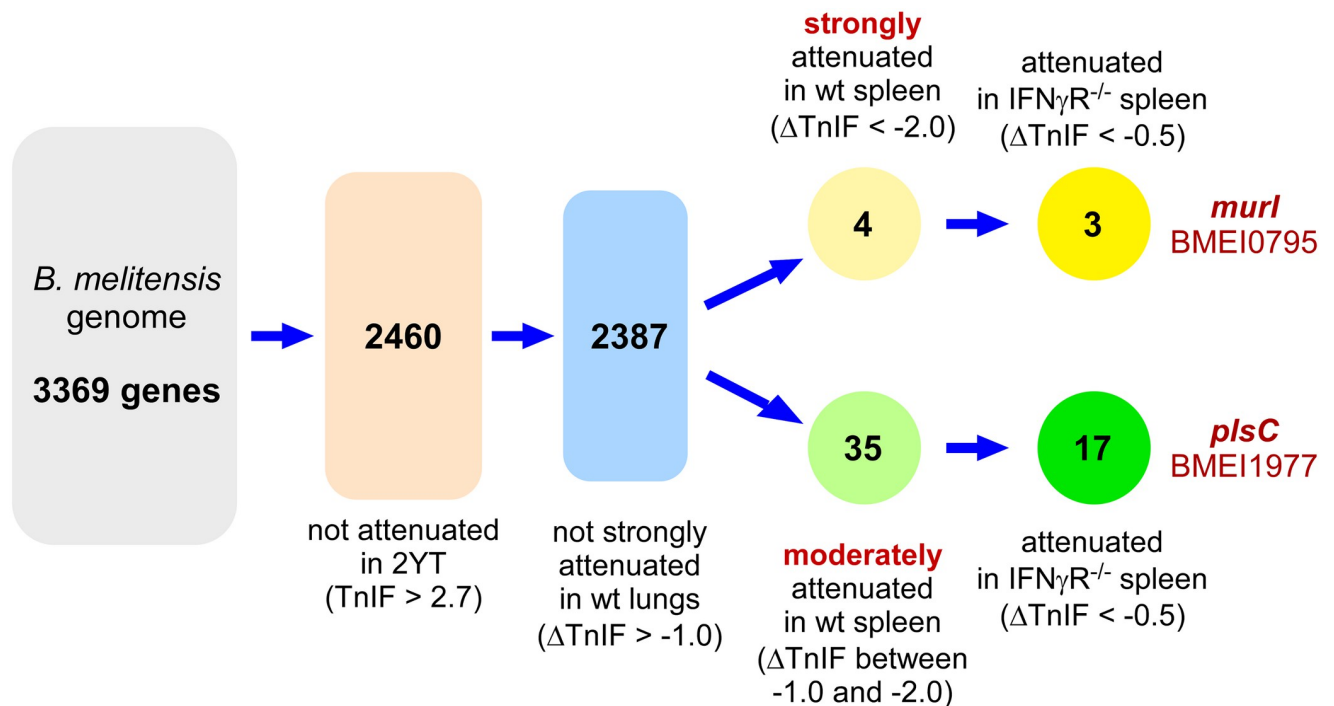 B. melitensis
genome
3369 genes
2460
not attenuated
in 2YT
(TnIF > 2.7)
2387
not strongly
attenuated
in wt lungs
(ΔTnIF > -1.0)
strongly
attenuated
in wt spleen
(ΔTnIF < -2.0)
4
attenuated
in IFNγR-/- spleen
(ΔTnIF < -0.5)
3
murI
BMEI0795
35
moderately
attenuated
in wt spleen
(ΔTnIF between
-1.0 and -2.0)
17
attenuated
in IFNγR-/- spleen
(ΔTnIF < -0.5)
plsC
BMEI1977